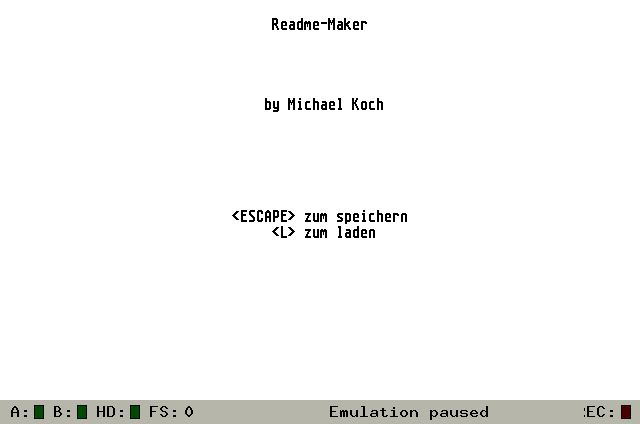 Readme-Maker
by Michael Koch
<ESCAPE> zum speichern
<L> zum laden
A: B: HD: FS: 0 Emulation paused EC: